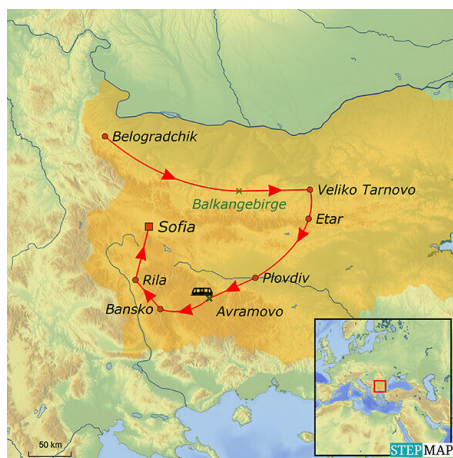 Belogradchik
Veliko Tarnovo
Balkangebirge
Etar
Sofia
Plovdiv
Rila
Bansko
Avramovo
50 km
STEPMAP